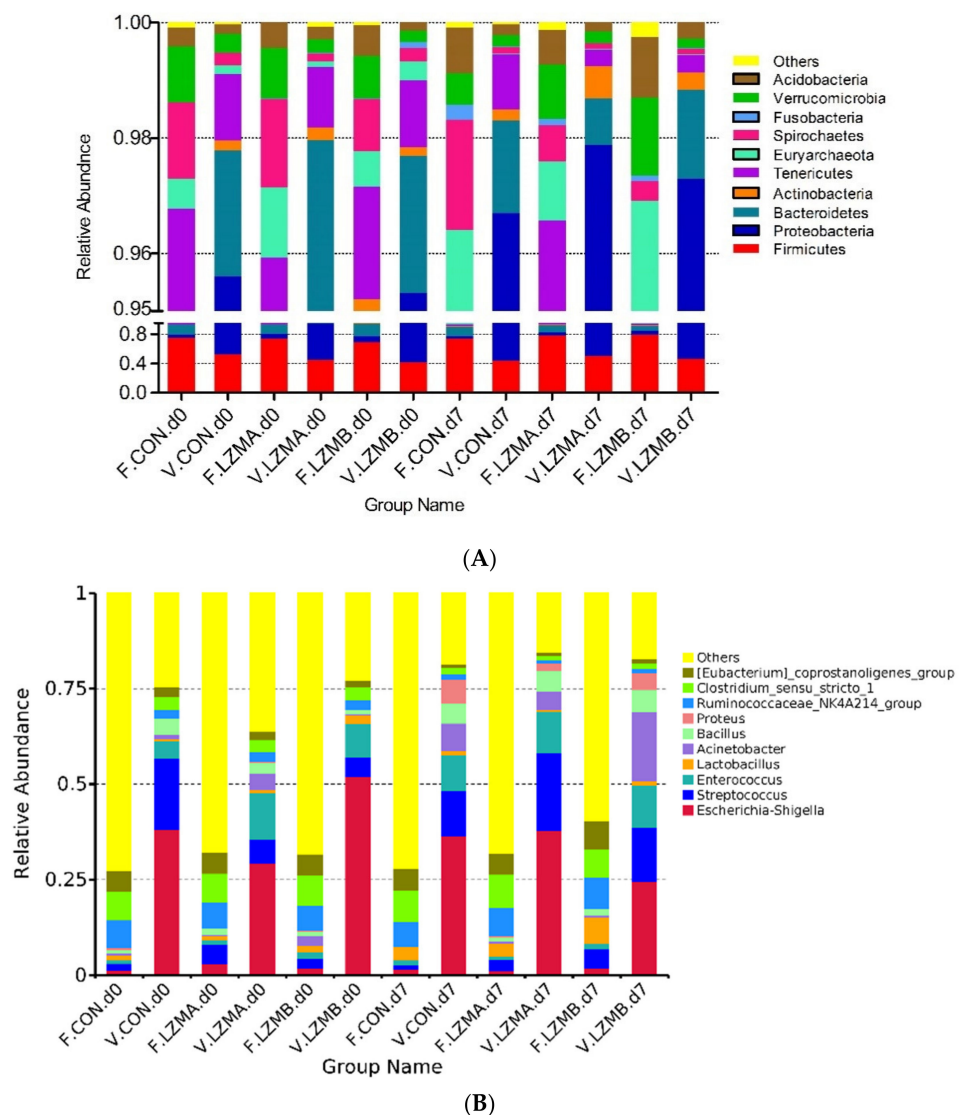 1.00
0.98
0.96
0.95
0.8
0.4
0.0
Relative Abundnce
Others
Acidobacteria
Verrucomicrobia
Fusobacteria
Spirochaetes
Euryarchaeota
Tenericutes
Actinobacteria
Bacteroidetes
Proteobacteria
Firmicutes
F.CON.d0
V.CON.d0
F.LZMA.d0
V.LZMA.d0
F.LZMB.d0
V.LZMB.d0
F.CON.d7
V.CON.d7
F.LZMA.d7
V.LZMA.d7
F.LZMB.d7
V.LZMB.d7
Group Name
(A)
1
0.75
0.5
0.25
0
Relative Abundance
Others
[Eubacterium]_coprostanoligenes_group
Clostridium_sensu_stricto_1
Ruminococcaceae_NK4A214_group
Proteus
Bacillus
Acinetobacter
Lactobacillus
Enterococcus
Streptococcus
Escherichia-Shigella
F.CON.d0
V.CON.d0
F.LZMA.d0
V.LZMA.d0
F.LZMB.d0
V.LZMB.d0
F.CON.d7
V.CON.d7
F.LZMA.d7
V.LZMA.d7
F.LZMB.d7
V.LZMB.d7
Group Name
(B)